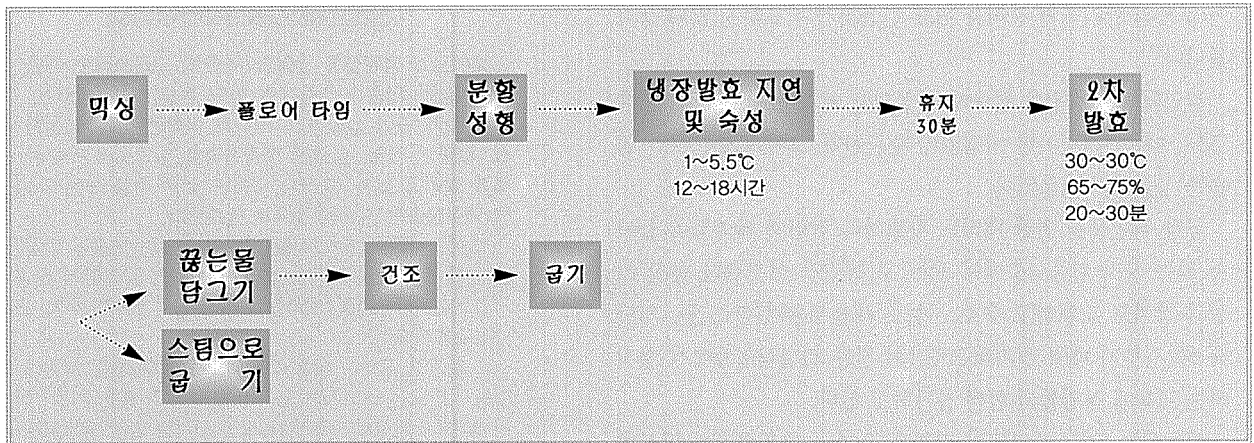 믹싱
플로어 타임
분할
성형
냉장발효 지연
및 숙성
1~5.5℃
12~18시간
휴지
30분
2차
발효
30~30℃
65~75%
20~30분
끓는물
담그기
건조
굽기
스팀으로
굽 기